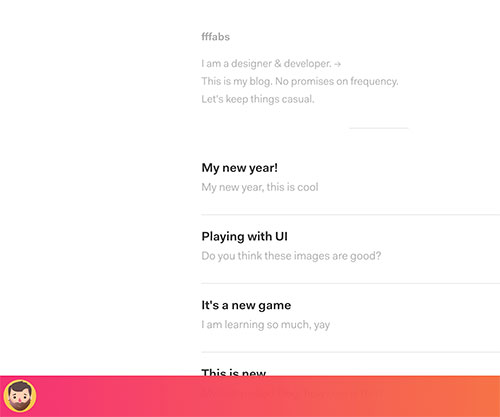 fffabs
I am a designer & developer. →
This is my blog. No promises on frequency.
Let's keep things casual.
My new year!
My new year, this is cool
Playing with UI
Do you think these images are good?
It's a new game
I am learning so much, yay
This is new